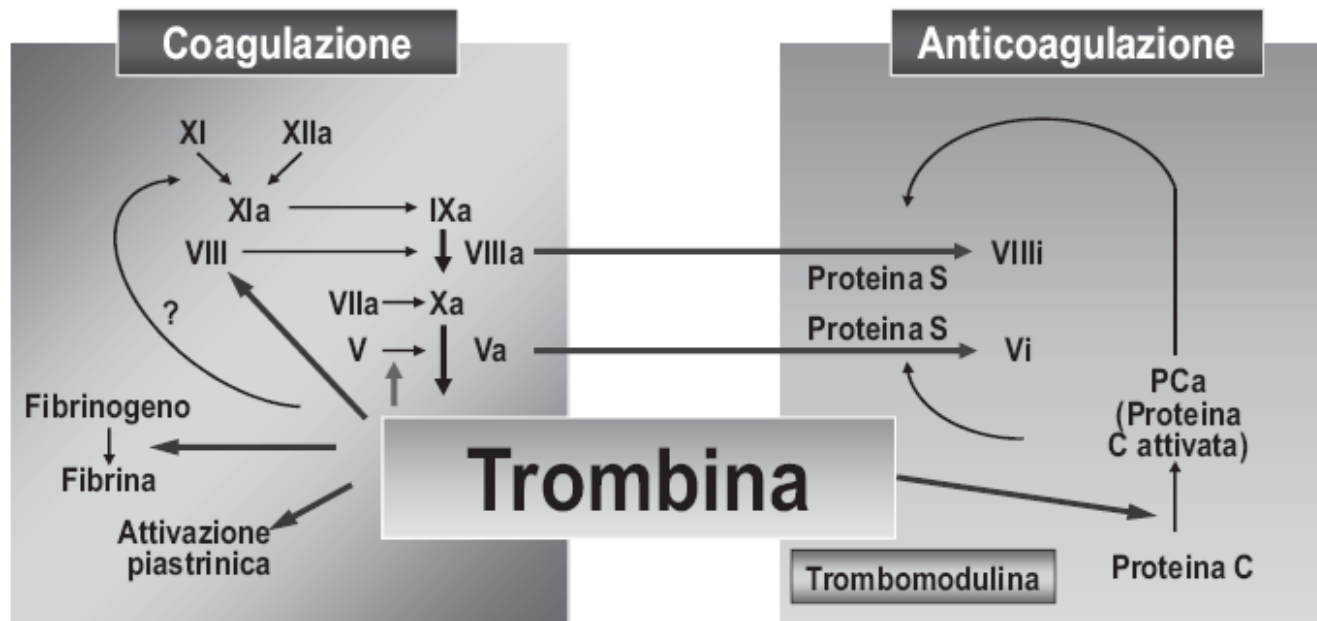 Coagulazione
XI XIIa
XIa IXa
VIII VIIIa
VIIa Xa
?
V Va
Fibrinogeno
Fibrina
Attivazione
piastrinica
Trombina
Anticoagulazione
VIIIi
Proteina S
Proteina S
Vi
PCa
(Proteina
C attivata)
Proteina C
Trombomodulina